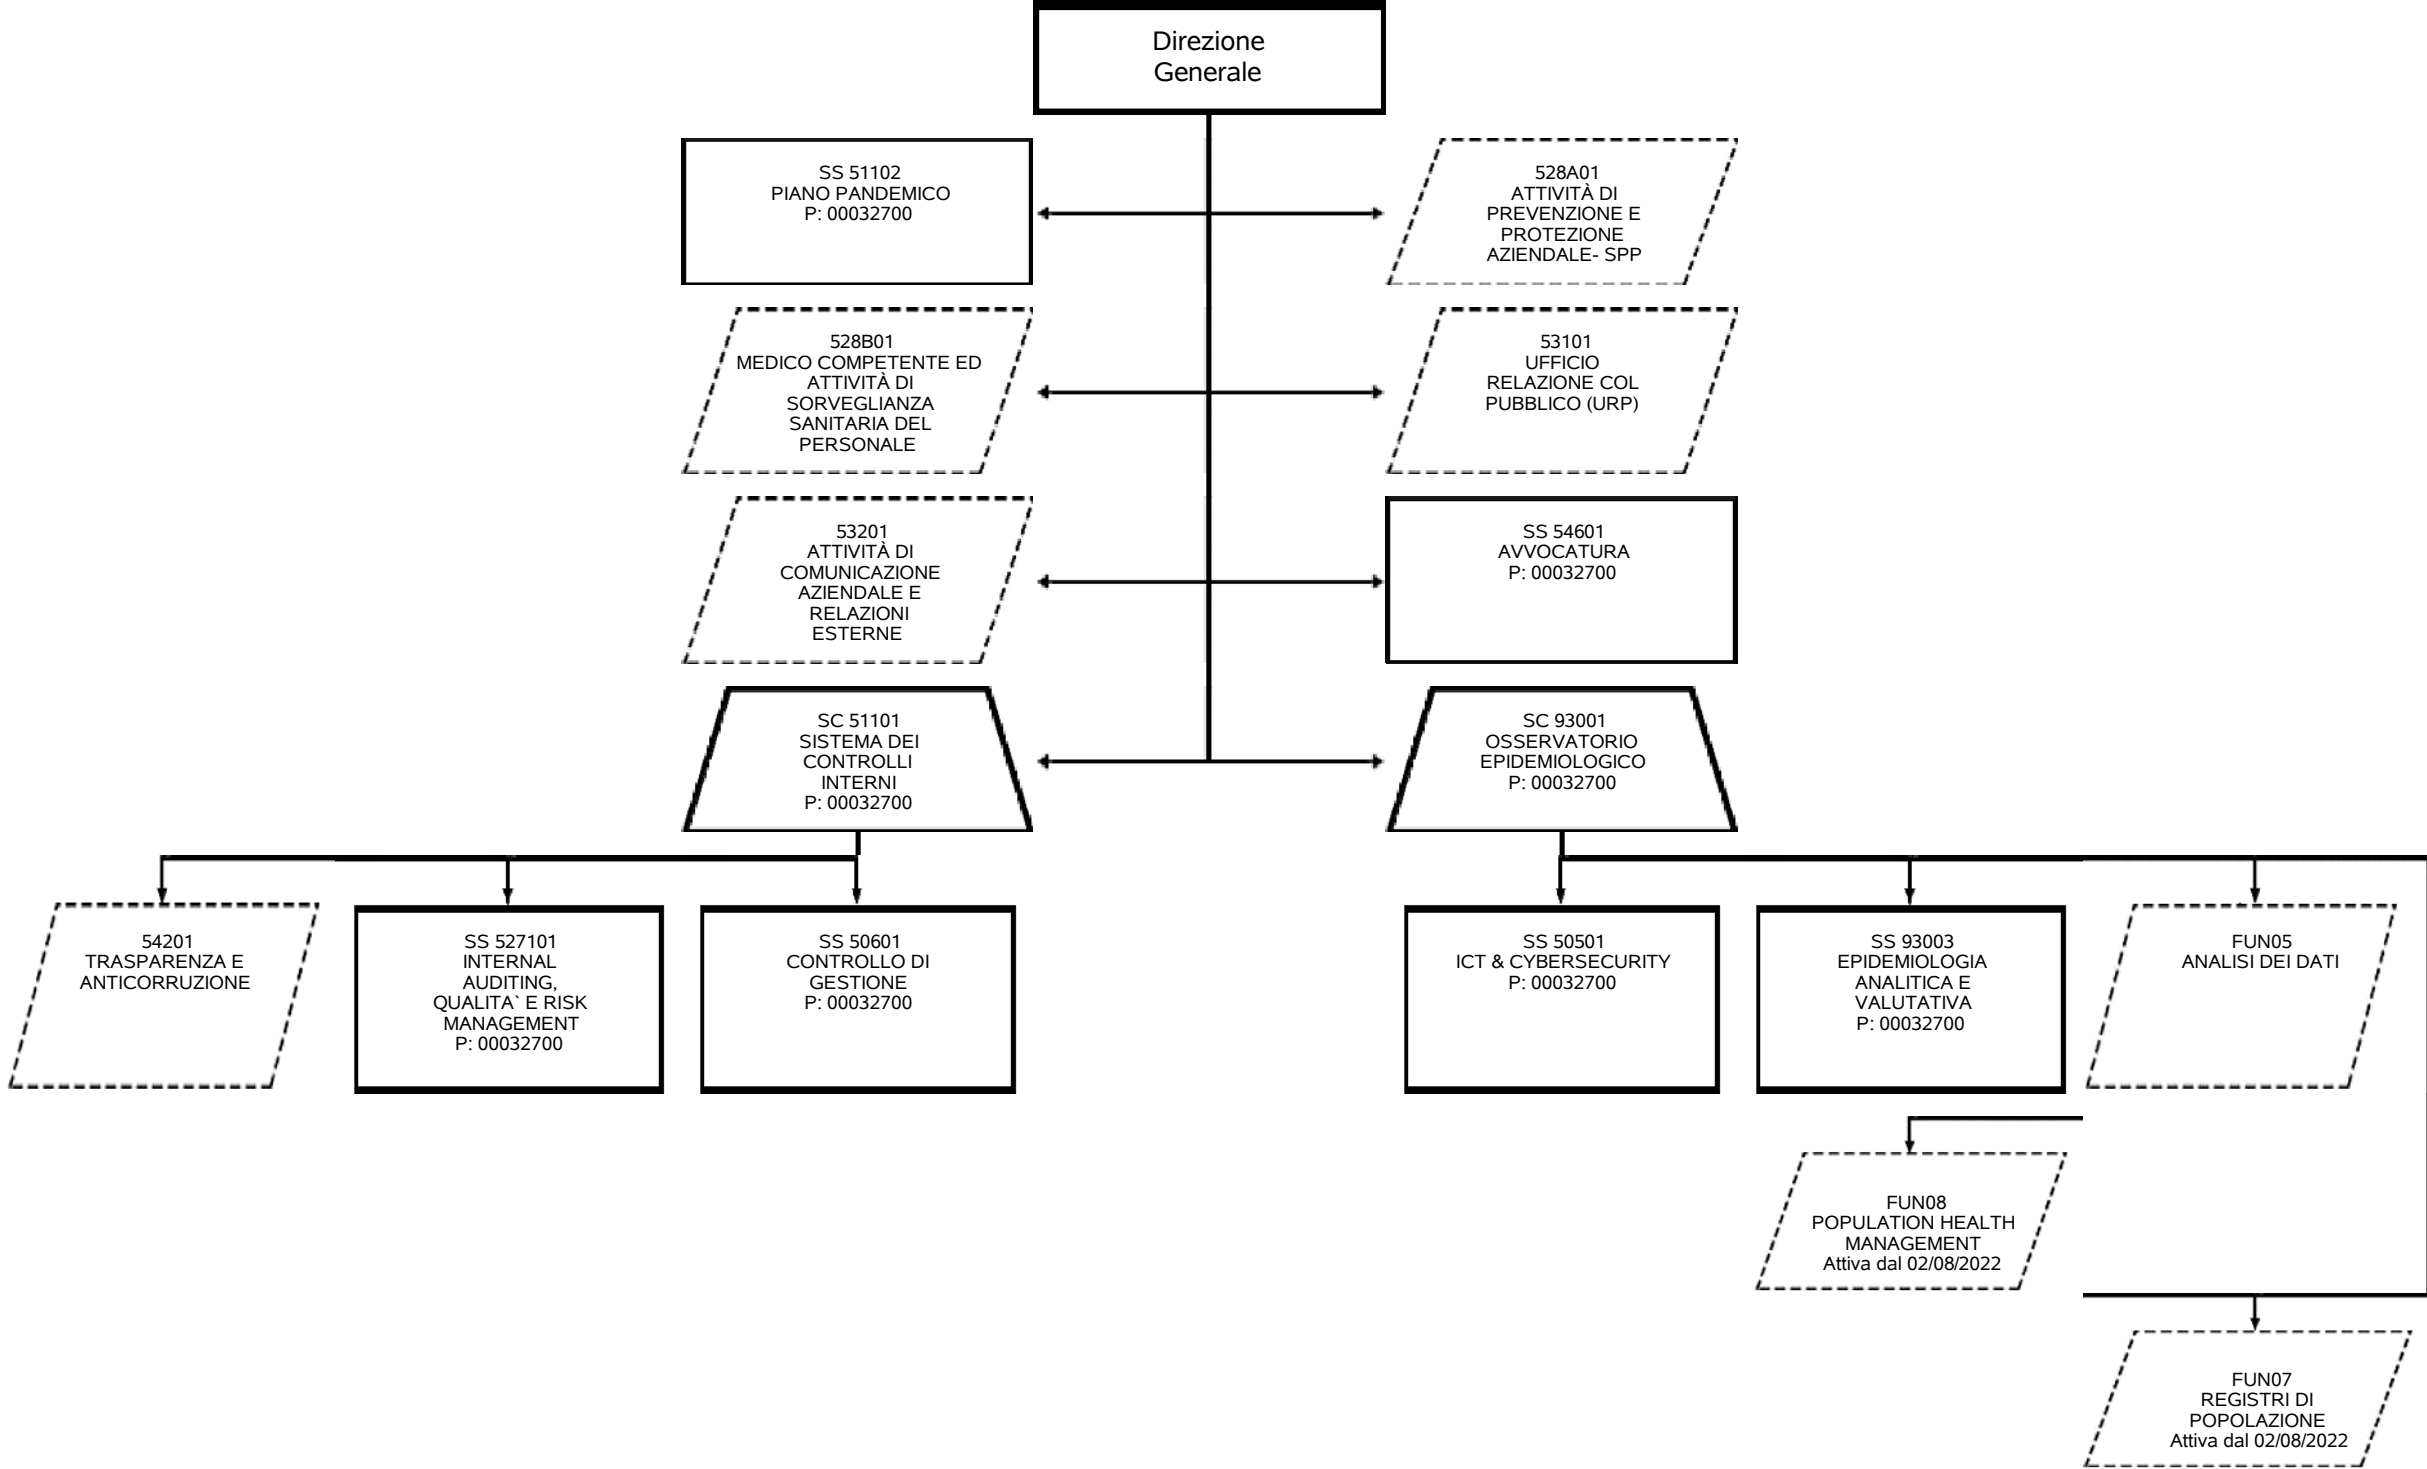 Direzione
Generale
SS 51102
PIANO PANDEMICO
P: 00032700
528A01
ATTIVITÀ DI
PREVENZIONE E
PROTEZIONE
AZIENDALE- SPP
528B01
MEDICO COMPETENTE ED
ATTIVITÀ DI
SORVEGLIANZA
SANITARIA DEL
PERSONALE
53101
UFFICIO
RELAZIONE COL
PUBBLICO (URP)
53201
ATTIVITÀ DI
COMUNICAZIONE
AZIENDALE E
RELAZIONI
ESTERNE
SS 54601
AVVOCATURA
P: 00032700
SC 51101
SISTEMA DEI
CONTROLLI
INTERNI
P: 00032700
SC 93001
OSSERVATORIO
EPIDEMIOLOGICO
P: 00032700
54201
TRASPARENZA E
ANTICORRUZIONE
SS 527101
INTERNAL
AUDITING,
QUALITA` E RISK
MANAGEMENT
P: 00032700
SS 50601
CONTROLLO DI
GESTIONE
P: 00032700
SS 50501
ICT & CYBERSECURITY
P: 00032700
SS 93003
EPIDEMIOLOGIA
ANALITICA E
VALUTATIVA
P: 00032700
FUN05
ANALISI DEI DATI
FUN08
POPULATION HEALTH
MANAGEMENT
Attiva dal 02/08/2022
FUN07
REGISTRI DI
POPOLAZIONE
Attiva dal 02/08/2022